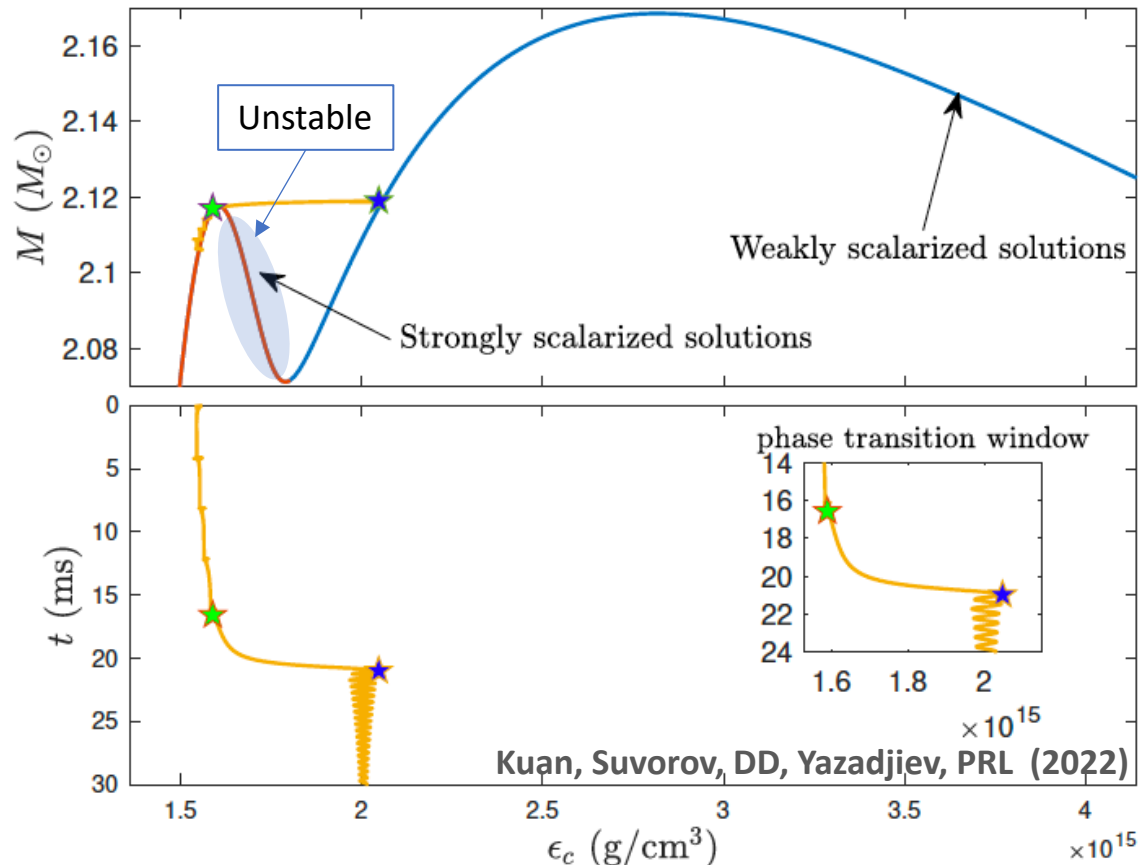 2.16
2.14
2.12
2.1
2.08
M (M⊙)
Unstable
Weakly scalarized solutions
Strongly scalarized solutions
0
5
10
15
20
25
30
t (ms)
phase transition window
14
16
18
20
22
24
1.6 1.8 2
×10¹⁵
Kuan, Suvorov, DD, Yazadjiev, PRL (2022)
1.5 2 2.5 3 3.5 4
ϵc (g/cm³)
×10¹⁵